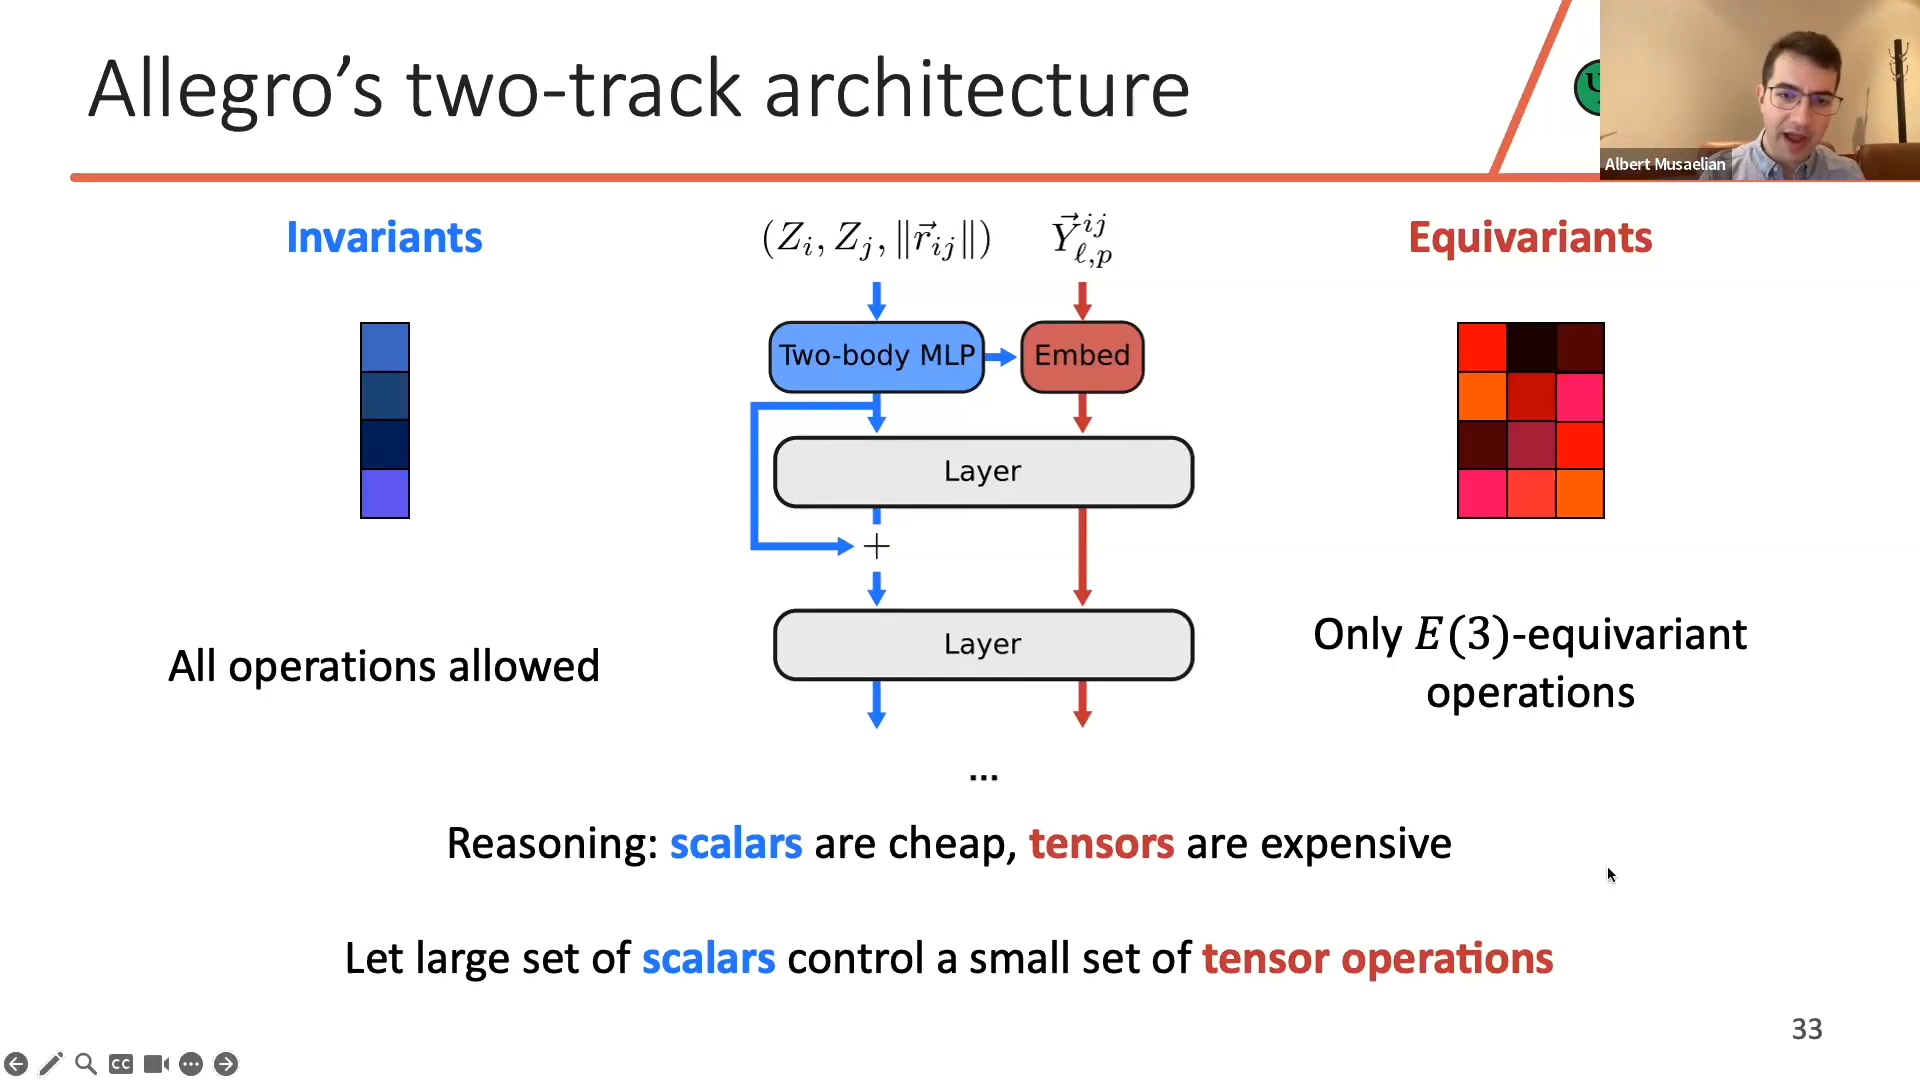 Allegro’s two-track architecture
Albert Musaelian
Invariants
(Z_i, Z_j, ‖r⃗_ij‖)
Y⃗^ij_ℓ,p
Equivariants
Two-body MLP
Embed
Layer
+
Layer
All operations allowed
Only E(3)-equivariant
operations
...
Reasoning: scalars are cheap, tensors are expensive
Let large set of scalars control a small set of tensor operations
33
CC